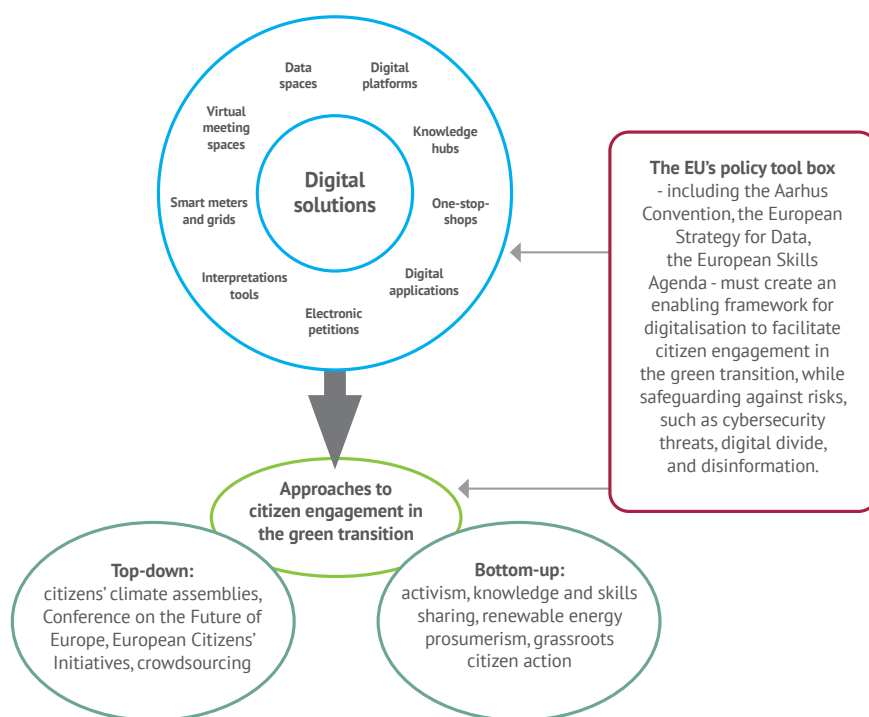 Data
spaces
Digital
platforms
Virtual
meeting
spaces
Knowledge
hubs
Digital
solutions
Smart meters
and grids
One-stop-
shops
Interpretations
tools
Digital
applications
Electronic
petitions
The EU's policy tool box
- including the Aarhus
Convention, the European
Strategy for Data,
the European Skills
Agenda - must create an
enabling framework for
digitalisation to facilitate
citizen engagement in
the green transition, while
safeguarding against risks,
such as cybersecurity
threats, digital divide,
and disinformation.
Approaches to
citizen engagement in
the green transition
Top-down:
citizens' climate assemblies,
Conference on the Future of
Europe, European Citizens'
Initiatives, crowdsourcing
Bottom-up:
activism, knowledge and skills
sharing, renewable energy
prosumerism, grassroots
citizen action